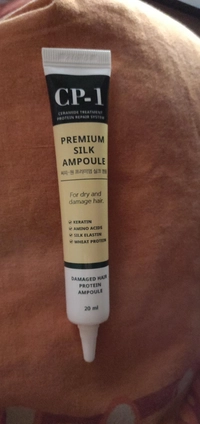 CP-1
CERAMIDE TREATMENT
PROTEIN REPAIR SYSTEM
PREMIUM
SILK
AMPOULE
For dry and
damage hair.
KERATIN
AMINO ACIDS
SILK ELASTIN
WHEAT PROTEIN
DAMAGED HAIR
PROTEIN
AMPOULE
20 ml